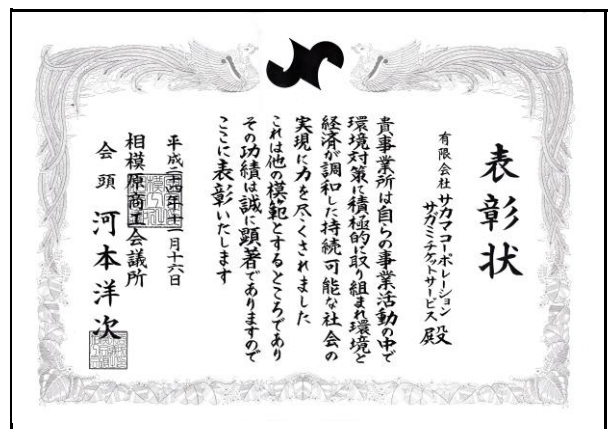 表彰状
有限会社 サカマコーポレーション
サガミチケットサービス 殿
貴事業所は自らの事業活動の中で
環境対策に積極的に取り組まれ環境と
経済が調和した持続可能な社会の
実現に力を尽くされました
これは他の模範とするところであり
その功績は誠に顕著でありますので
ここに表彰いたします
平成二十四年十一月十六日
相模原商工会議所
会頭 河本洋次